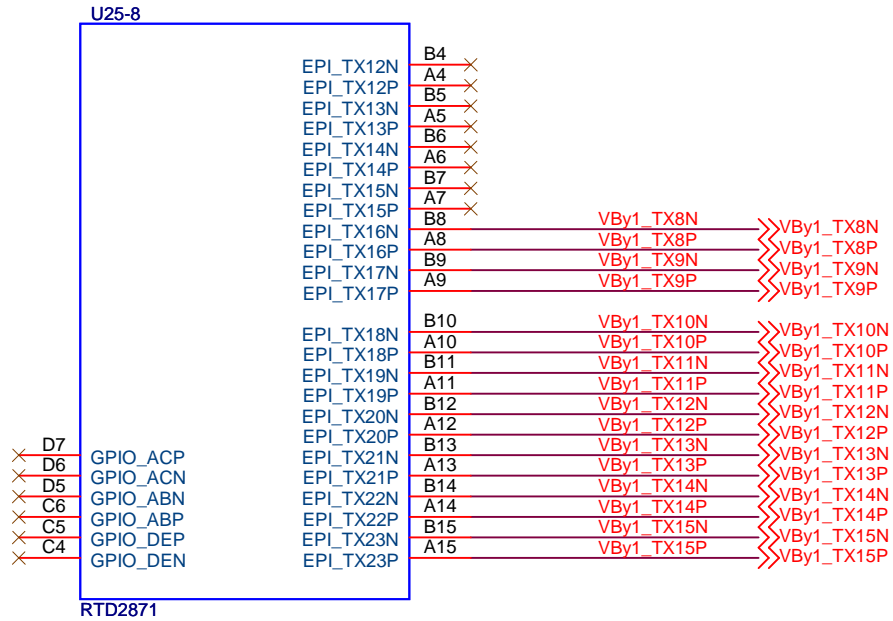 U25-8
EPI_TX12N B4
EPI_TX12P A4
EPI_TX13N B5
EPI_TX13P A5
EPI_TX14N B6
EPI_TX14P A6
EPI_TX15N B7
EPI_TX15P A7
EPI_TX16N B8 VBy1_TX8N VBy1_TX8N
EPI_TX16P A8 VBy1_TX8P VBy1_TX8P
EPI_TX17N B9 VBy1_TX9N VBy1_TX9N
EPI_TX17P A9 VBy1_TX9P VBy1_TX9P
EPI_TX18N B10 VBy1_TX10N VBy1_TX10N
EPI_TX18P A10 VBy1_TX10P VBy1_TX10P
EPI_TX19N B11 VBy1_TX11N VBy1_TX11N
EPI_TX19P A11 VBy1_TX11P VBy1_TX11P
EPI_TX20N B12 VBy1_TX12N VBy1_TX12N
EPI_TX20P A12 VBy1_TX12P VBy1_TX12P
D7 GPIO_ACP EPI_TX21N B13 VBy1_TX13N VBy1_TX13N
D6 GPIO_ACN EPI_TX21P A13 VBy1_TX13P VBy1_TX13P
D5 GPIO_ABN EPI_TX22N B14 VBy1_TX14N VBy1_TX14N
C6 GPIO_ABP EPI_TX22P A14 VBy1_TX14P VBy1_TX14P
C5 GPIO_DEP EPI_TX23N B15 VBy1_TX15N VBy1_TX15N
C4 GPIO_DEN EPI_TX23P A15 VBy1_TX15P VBy1_TX15P
RTD2871